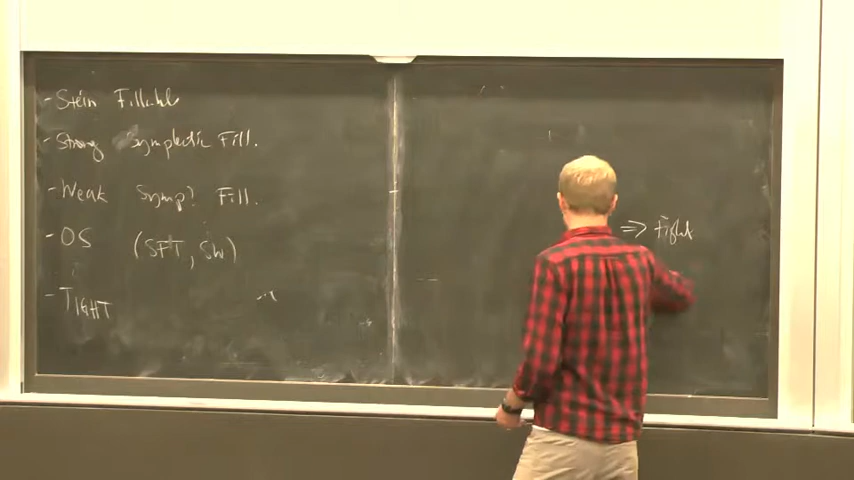 - Stein Fillable
- Strong Symplectic Fill.
- Weak Symp? Fill.
- OS (SFT, SW)
- TIGHT
⇒ tight